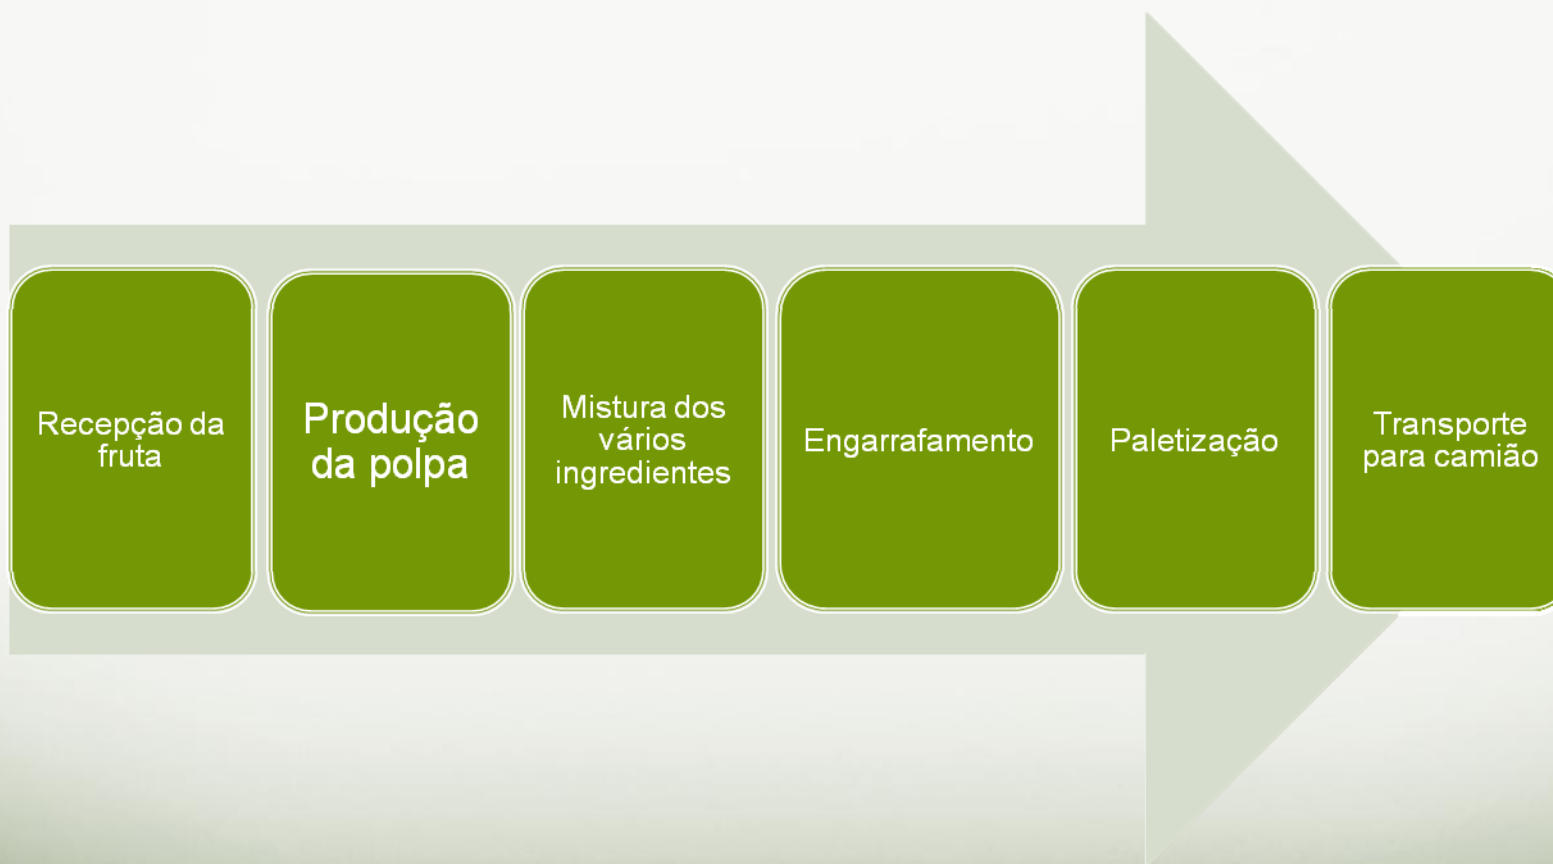 Recepção da
fruta
Produção
da polpa
Mistura dos
vários
ingredientes
Engarrafamento
Paletização
Transporte
para camião